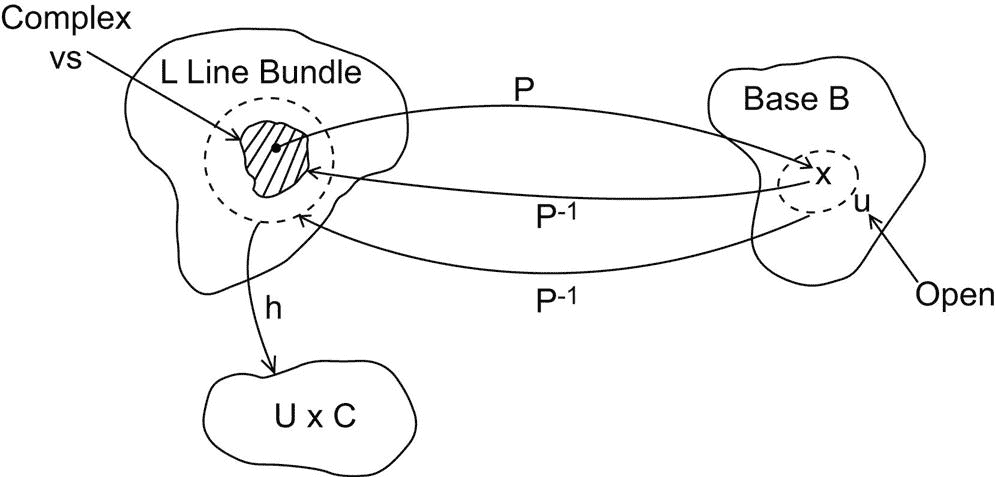 Complex
vs
L Line Bundle
P
Base B
x
u
P-1
P-1
Open
h
U x C